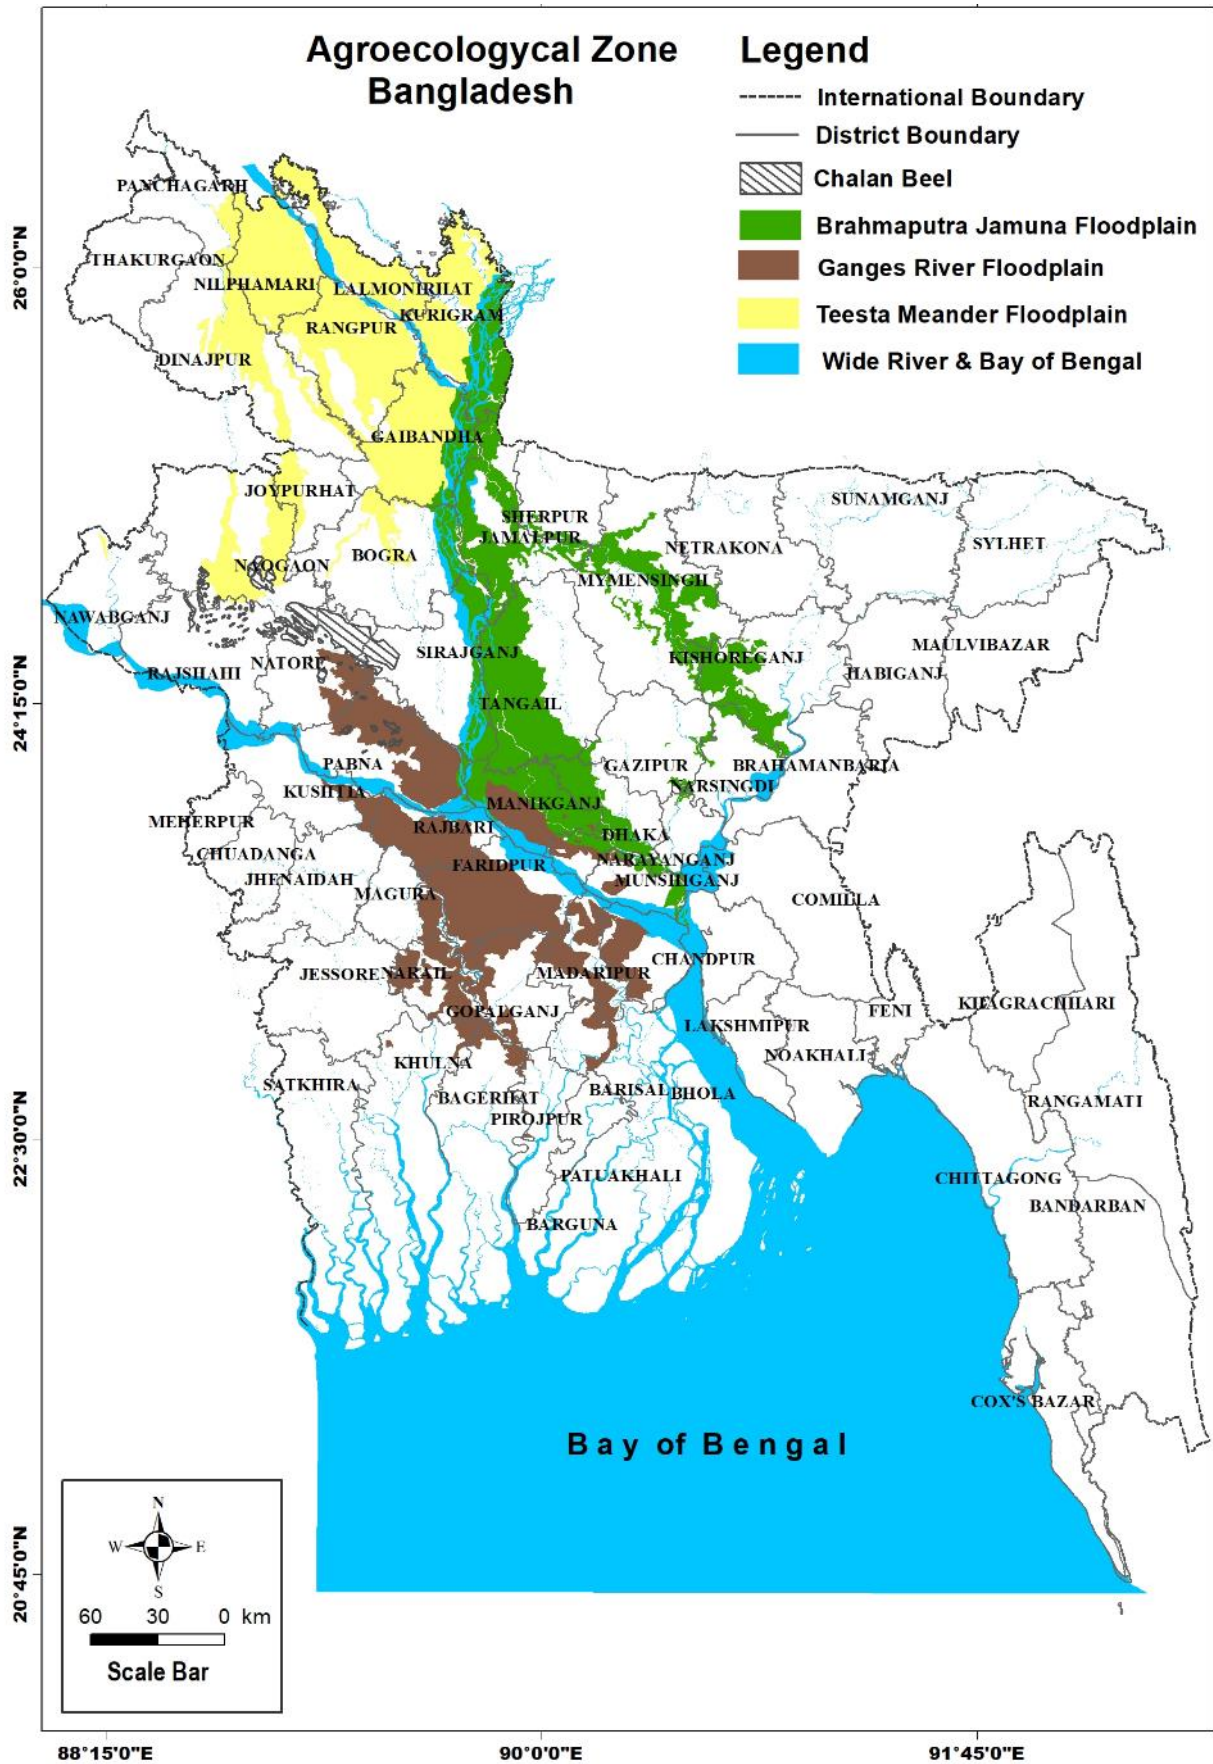 Agroecologycal Zone
Bangladesh
Legend
International Boundary
District Boundary
Chalan Beel
Brahmaputra Jamuna Floodplain
Ganges River Floodplain
Teesta Meander Floodplain
Wide River & Bay of Bengal
26°0'0"N
24°15'0"N
22°30'0"N
20°45'0"N
PANCHAGARH
THAKURGAON
NILPHAMARI
LALMONIRHAT
KURIGRAM
RANGPUR
DINAJPUR
GAIBANDHA
JOYPURHAT
SHERPUR
JAMALPUR
SUNAMGANJ
SYLHET
NETRAKONA
BOGRA
NAOGAON
MYMENSINGH
NAWABGANJ
MAULVIBAZAR
SIRAJGANJ
KISHOREGANJ
HABIGANJ
NATORE
RAJSHAHI
TANGAIL
PABNA
GAZIPUR
BRAHAMANBARIA
NARSINGDI
KUSHTIA
MANIKGANJ
MEHERPUR
RAJBARI
DHAKA
CHUADANGA
FARIDPUR
NARAYANGANJ
JHENAIDAH
MUNSHIGANJ
MAGURA
COMILLA
CHANDPUR
JESSORE
NARAIL
MADARIPUR
KHAGRACHHARI
GOPALGANJ
FENI
LAKSHMIPUR
NOAKHALI
KHULNA
SATKHIRA
BAGERHAT
BARISAL
BHOLA
RANGAMATI
PIROJPUR
PATUAKHALI
CHITTAGONG
BANDARBAN
BARGUNA
COX'S BAZAR
Bay of Bengal
N
W
E
S
60 30 0 km
Scale Bar
88°15'0"E
90°0'0"E
91°45'0"E